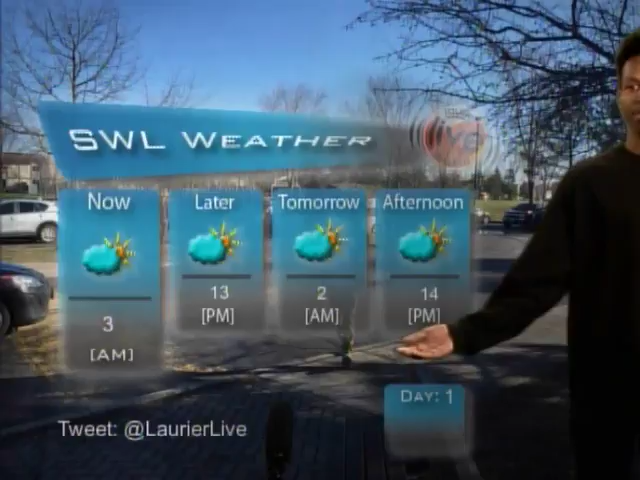 SWL WEATHER
Now
Later
Tomorrow
Afternoon
3
[AM]
13
[PM]
2
[AM]
14
[PM]
DAY: 1
Tweet: @LaurierLive